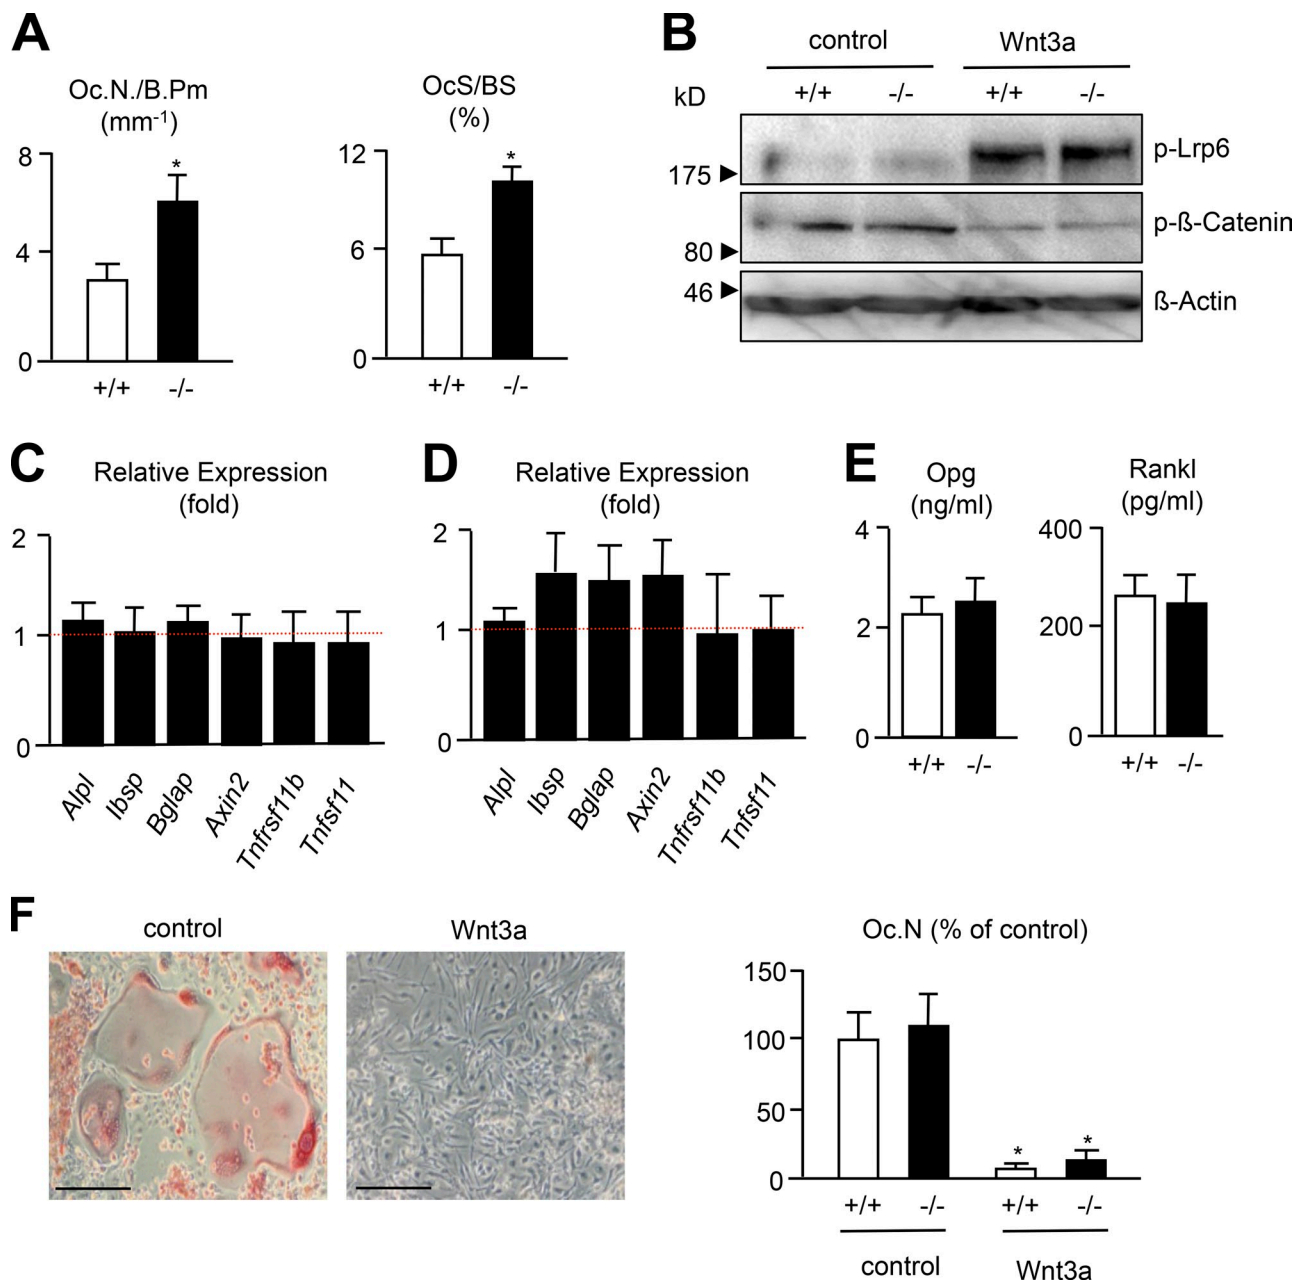 A
Oc.N./B.Pm
(mm-1)
8
4
0
*
+/+ -/-
OcS/BS
(%)
12
6
0
*
+/+ -/-
B
control Wnt3a
kD +/+ -/- +/+ -/-
175 p-Lrp6
80 p-ß-Catenin
46 ß-Actin
C
Relative Expression
(fold)
2
1
0
Alpl Ibsp Bglap Axin2 Tnfrsf11b Tnfsf11
D
Relative Expression
(fold)
2
1
0
Alpl Ibsp Bglap Axin2 Tnfrsf11b Tnfsf11
E
Opg
(ng/ml)
4
2
0
+/+ -/-
Rankl
(pg/ml)
400
200
0
+/+ -/-
F
control Wnt3a
Oc.N (% of control)
150
100
50
0
* *
+/+ -/- +/+ -/-
control Wnt3a